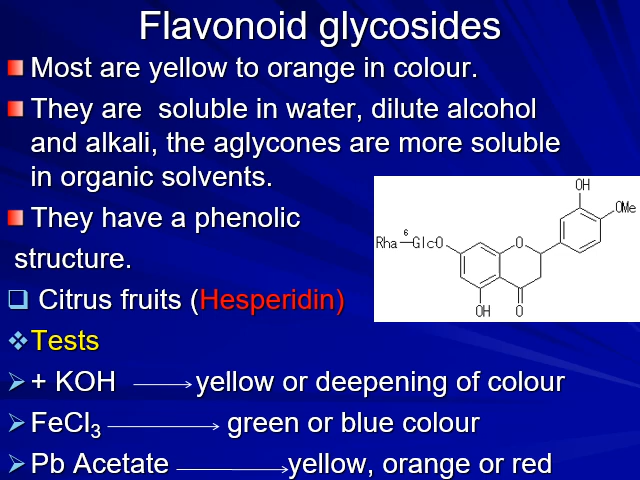 Flavonoid glycosides
Most are yellow to orange in colour.
They are  soluble in water, dilute alcohol
and alkali, the aglycones are more soluble
in organic solvents.
They have a phenolic
structure.
OH
OMe
Rha—⁶GlcO
O
OH
O
Citrus fruits (Hesperidin)
Tests
+ KOH → yellow or deepening of colour
FeCl₃ → green or blue colour
Pb Acetate → yellow, orange or red